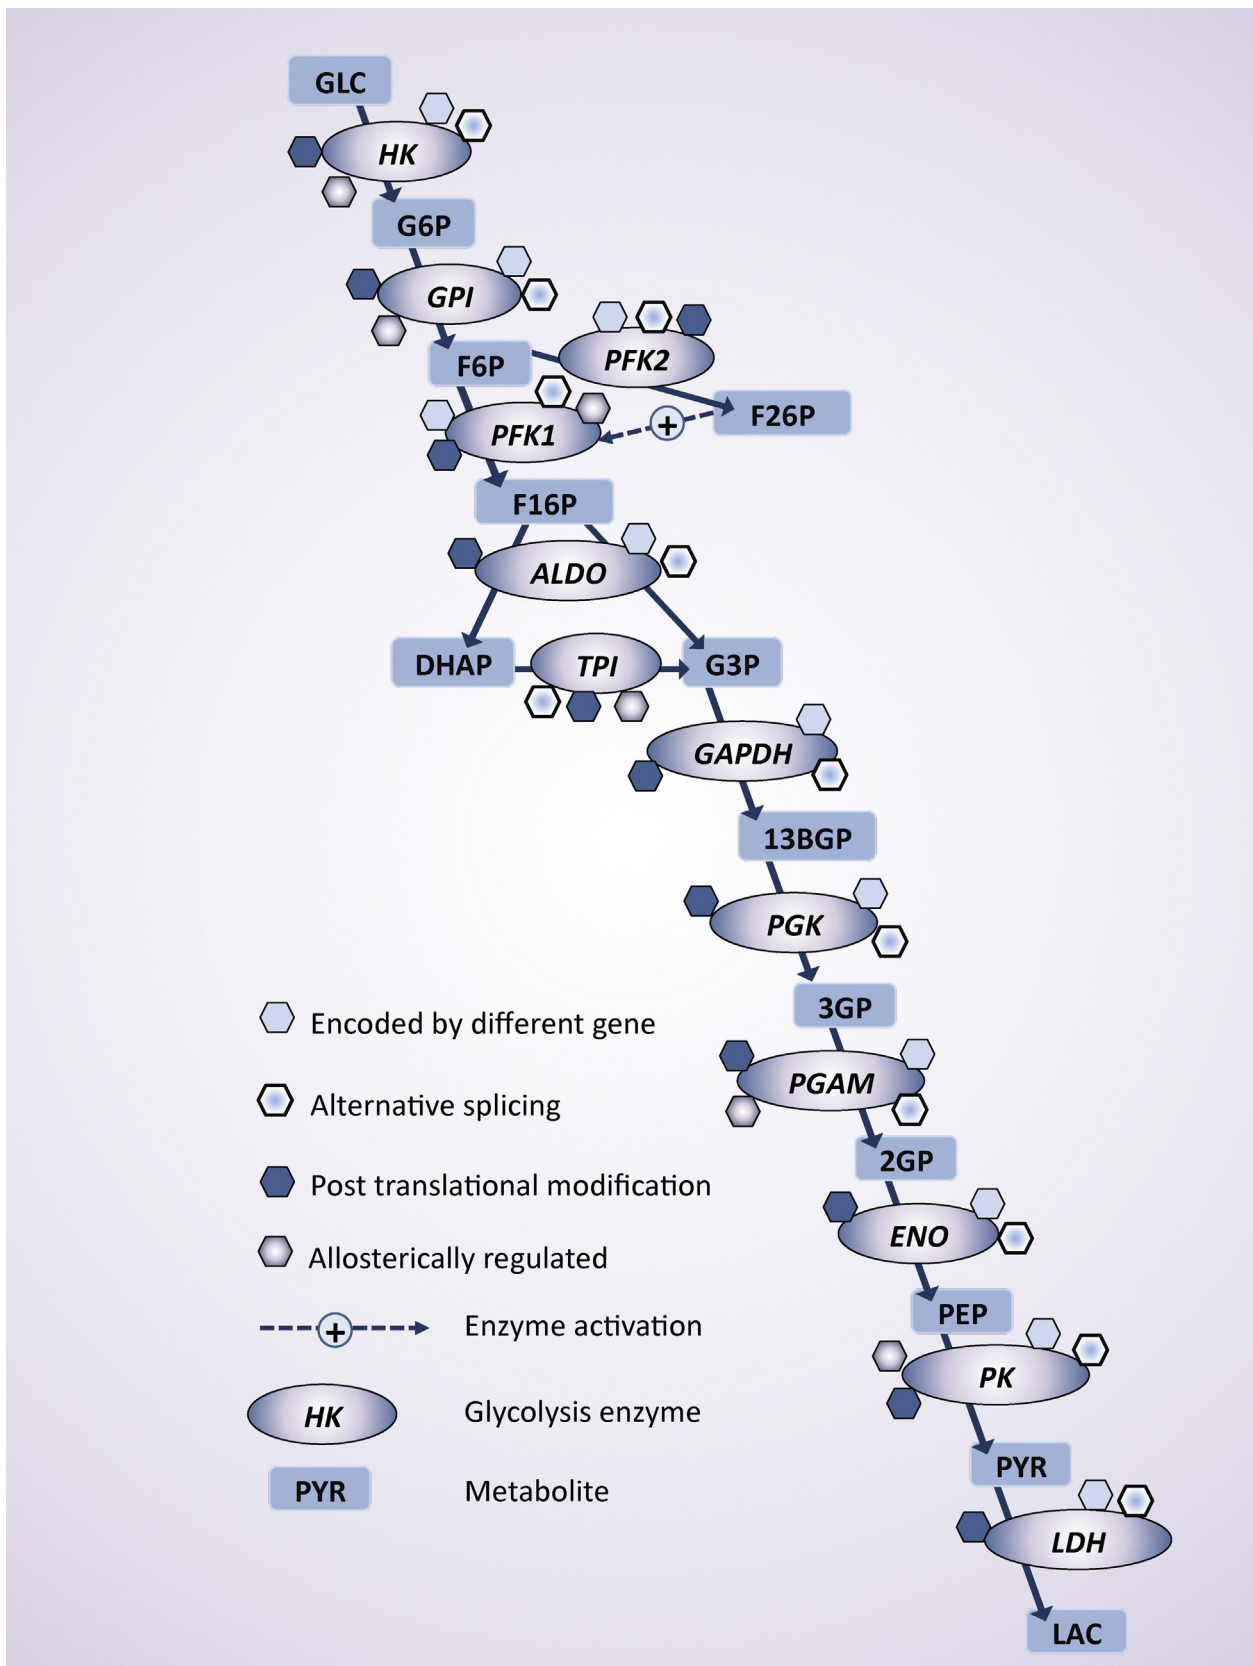 GLC
HK
G6P
GPI
F6P
PFK2
F26P
+
PFK1
F16P
ALDO
DHAP
TPI
G3P
GAPDH
13BGP
PGK
3GP
PGAM
2GP
ENO
PEP
PK
PYR
LDH
LAC
Encoded by different gene
Alternative splicing
Post translational modification
Allosterically regulated
+ Enzyme activation
HK Glycolysis enzyme
PYR Metabolite